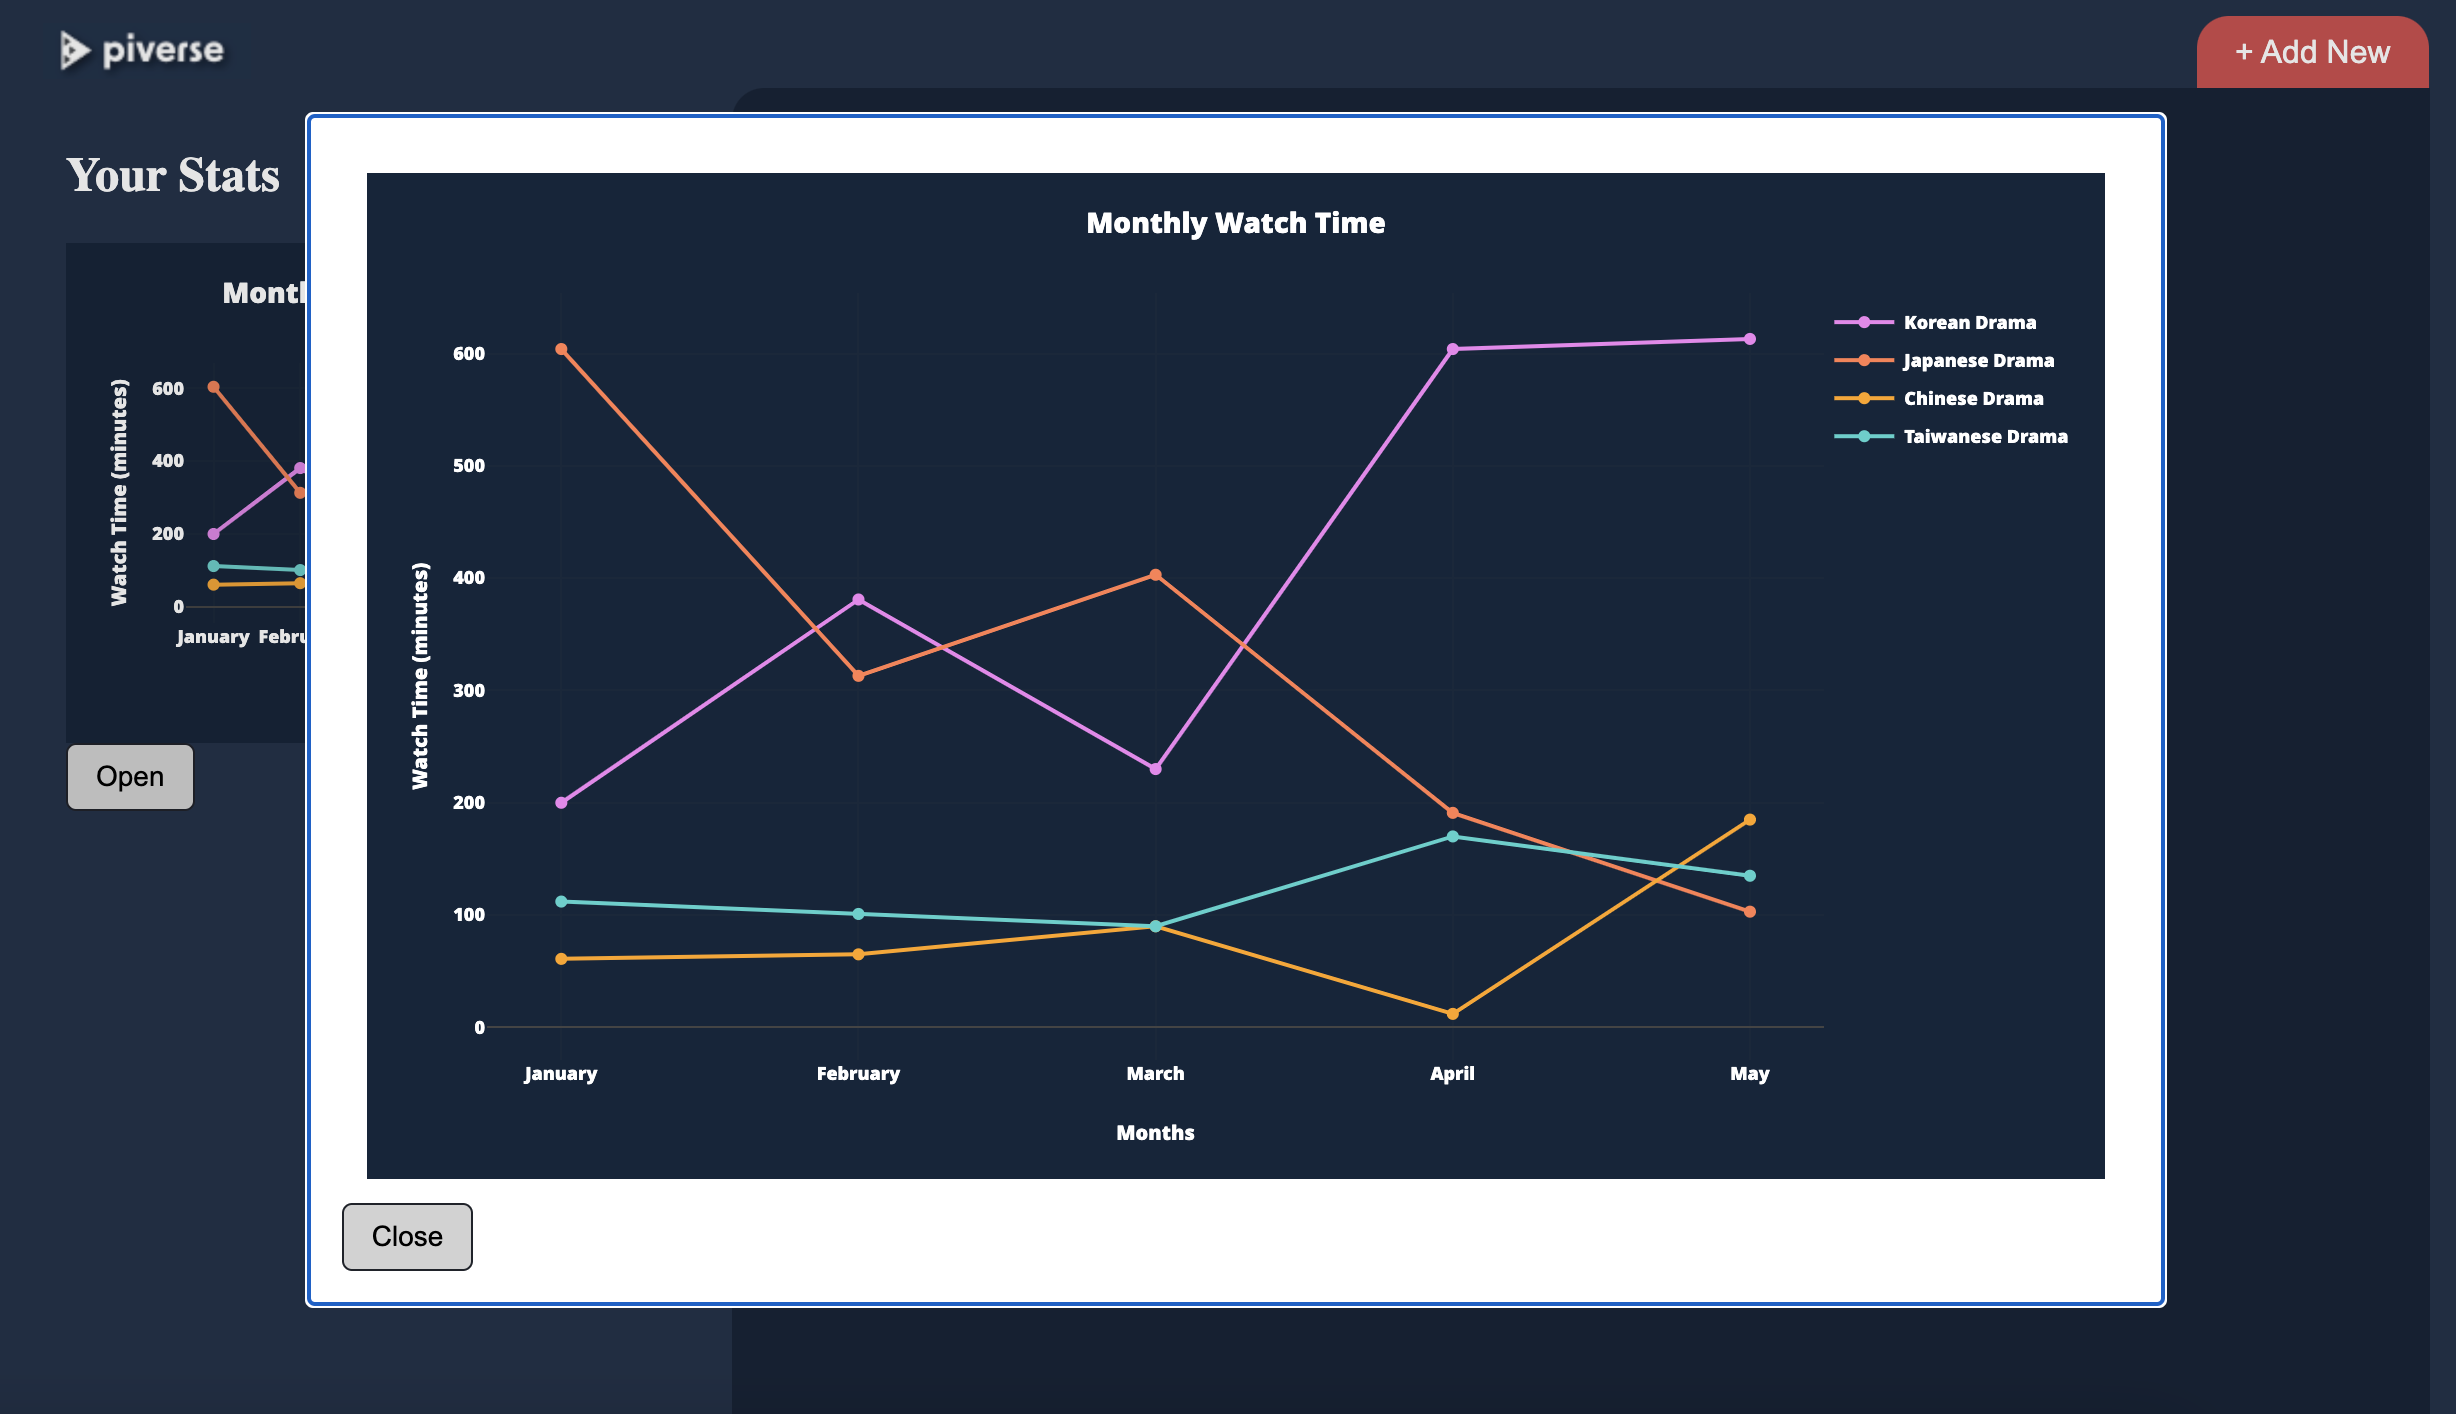 piverse
+ Add New
Your Stats
Month
Watch Time (minutes)
600
400
200
0
January Febru
Open
Monthly Watch Time
Watch Time (minutes)
600
500
400
300
200
100
0
January February March April May
Months
Korean Drama
Japanese Drama
Chinese Drama
Taiwanese Drama
Close